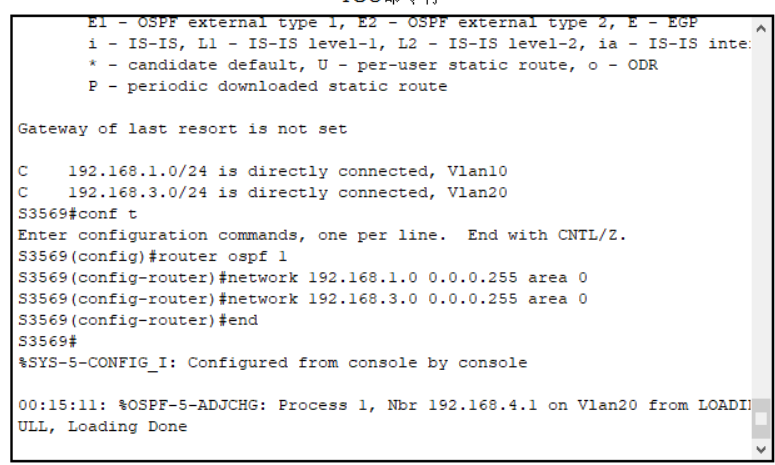 E1 - OSPF external type 1, E2 - OSPF external type 2, E - EGP
i - IS-IS, L1 - IS-IS level-1, L2 - IS-IS level-2, ia - IS-IS inte
* - candidate default, U - per-user static route, o - ODR
P - periodic downloaded static route
Gateway of last resort is not set
C    192.168.1.0/24 is directly connected, Vlan10
C    192.168.3.0/24 is directly connected, Vlan20
S3569#conf t
Enter configuration commands, one per line.  End with CNTL/Z.
S3569(config)#router ospf 1
S3569(config-router)#network 192.168.1.0 0.0.0.255 area 0
S3569(config-router)#network 192.168.3.0 0.0.0.255 area 0
S3569(config-router)#end
S3569#
%SYS-5-CONFIG_I: Configured from console by console
00:15:11: %OSPF-5-ADJCHG: Process 1, Nbr 192.168.4.1 on Vlan20 from LOADI
ULL, Loading Done